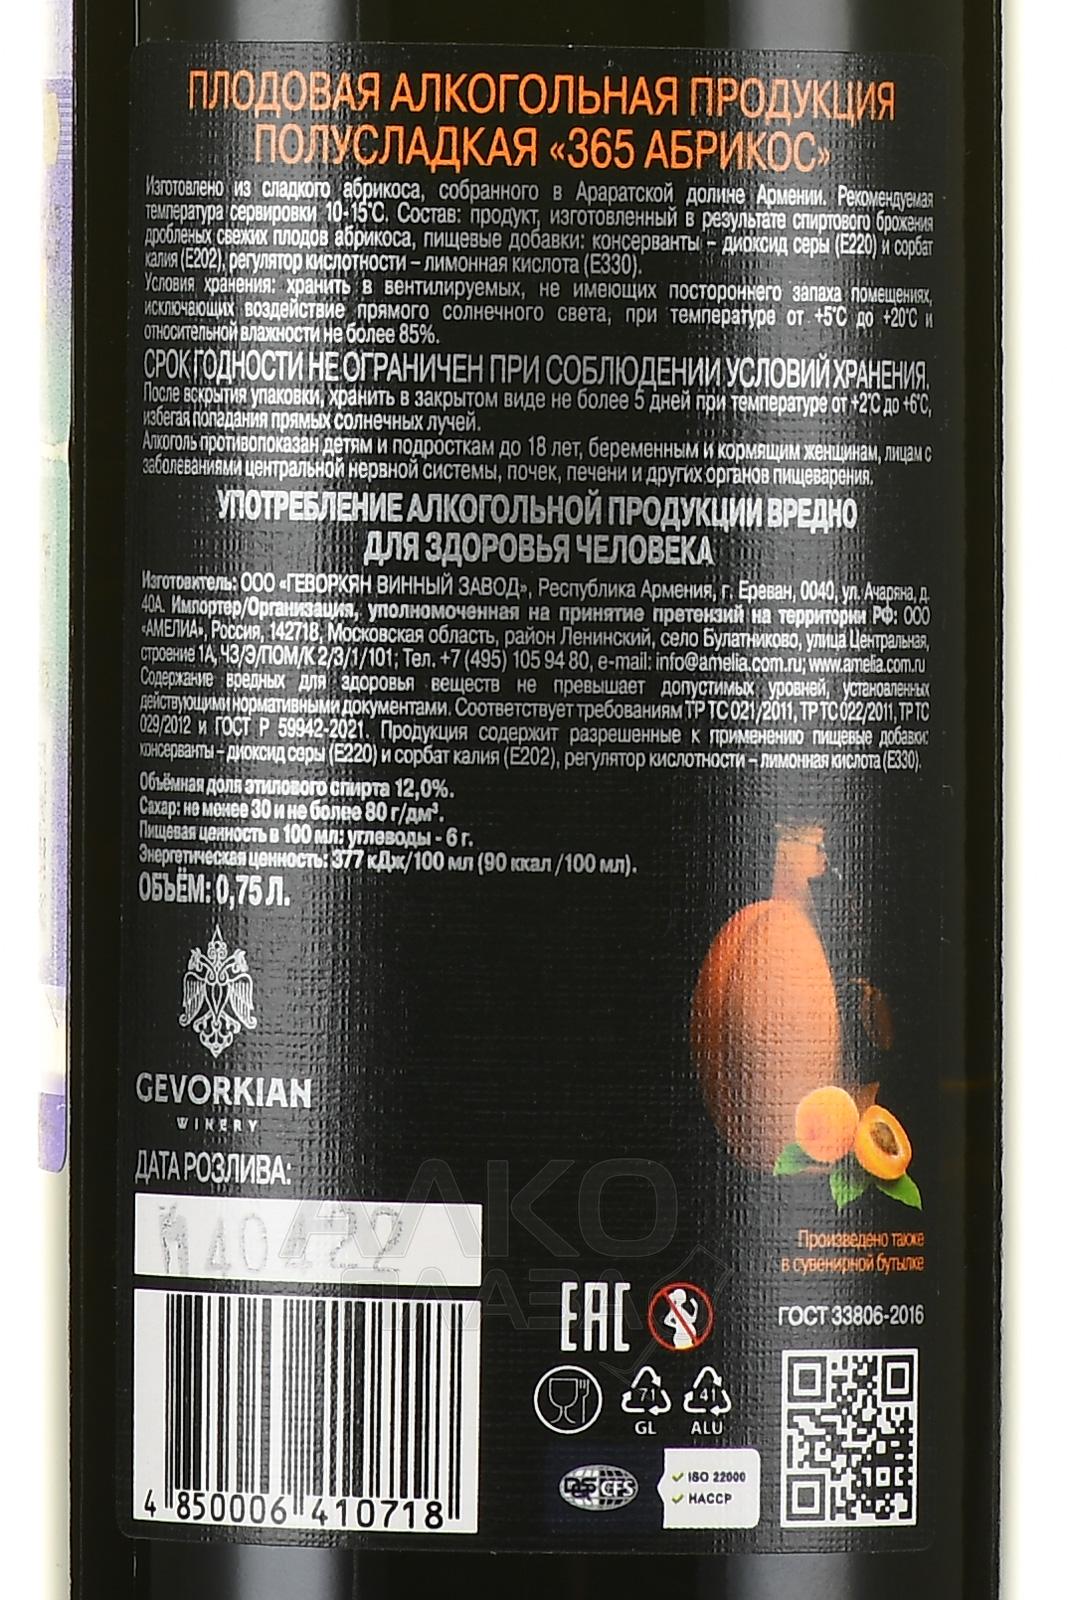 ПЛОДОВАЯ АЛКОГОЛЬНАЯ ПРОДУКЦИЯ
ПОЛУСЛАДКАЯ «365 АБРИКОС»
Изготовлено из сладкого абрикоса, собранного в Араратской долине Армении. Рекомендуемая
температура сервировки 10-15°С. Состав: продукт, изготовленный в результате спиртового брожения
дробленых свежих плодов абрикоса, пищевые добавки: консерванты – диоксид серы (Е220) и сорбат
калия (Е202), регулятор кислотности – лимонная кислота (Е330).
Условия хранения: хранить в вентилируемых, не имеющих постороннего запаха помещениях,
исключающих воздействие прямого солнечного света, при температуре от +5°С до +20°С и
относительной влажности не более 85%.
СРОК ГОДНОСТИ НЕ ОГРАНИЧЕН ПРИ СОБЛЮДЕНИИ УСЛОВИЙ ХРАНЕНИЯ.
После вскрытия упаковки, хранить в закрытом виде не более 5 дней при температуре от +2°С до +6°С,
избегая попадания прямых солнечных лучей.
Алкоголь противопоказан детям и подросткам до 18 лет, беременным и кормящим женщинам, лицам с
заболеваниями центральной нервной системы, почек, печени и других органов пищеварения.
УПОТРЕБЛЕНИЕ АЛКОГОЛЬНОЙ ПРОДУКЦИИ ВРЕДНО
ДЛЯ ЗДОРОВЬЯ ЧЕЛОВЕКА
Изготовитель: ООО «ГЕВОРКЯН ВИННЫЙ ЗАВОД», Республика Армения, г. Ереван, 0040, ул. Ачаряна, д.
40А. Импортер/Организация, уполномоченная на принятие претензий на территории РФ: ООО
«АМЕЛИА», Россия, 142718, Московская область, район Ленинский, село Булатниково, улица Центральная,
строение 1А, ЧЗ/Э/ПОМ/К 2/3/1/101; Тел. +7 (495) 105 94 80, e-mail: info@amelia.com.ru; www.amelia.com.ru
Содержание вредных для здоровья веществ не превышает допустимых уровней, установленных
действующими нормативными документами. Соответствует требованиям ТР ТС 021/2011, ТР ТС 022/2011, ТР ТС
029/2012 и ГОСТ Р 59942-2021. Продукция содержит разрешенные к применению пищевые добавки:
консерванты – диоксид серы (Е220) и сорбат калия (Е202), регулятор кислотности – лимонная кислота (Е330).
Объёмная доля этилового спирта 12,0%.
Сахар: не менее 30 и не более 80 г/дм³.
Пищевая ценность в 100 мл: углеводы - 6 г.
Энергетическая ценность: 377 кДж/100 мл (90 ккал /100 мл).
ОБЪЁМ: 0,75 Л.
GEVORKIAN
WINERY
ДАТА РОЗЛИВА:
140422
АЛКО
ПЛАЗА
Произведено также
в сувенирной бутылке
EAC
ГОСТ 33806-2016
71
GL
41
ALU
DQS CFS
ISO 22000
HACCP
4 850006 410718